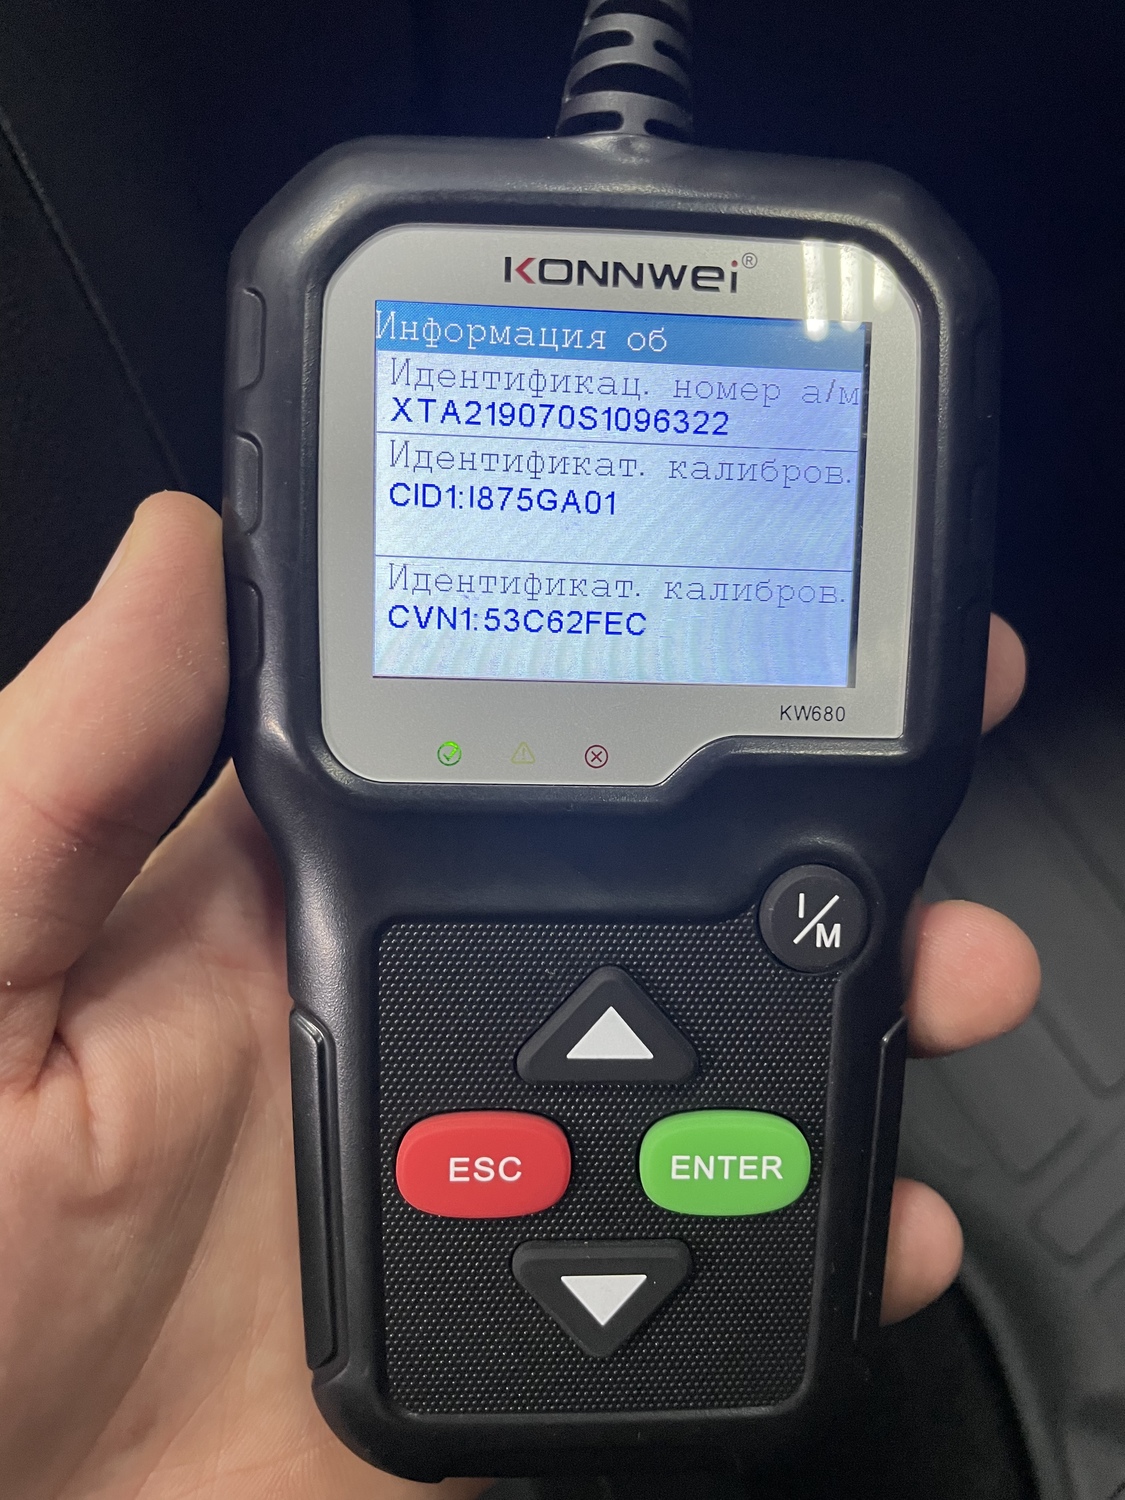 KONNWEI®
Информация об
Идентификац. номер а/м
XTA219070S1096322
Идентификат. калибров.
CID1:I875GA01
Идентификат. калибров.
CVN1:53C62FEC
KW680
I/M
ESC
ENTER